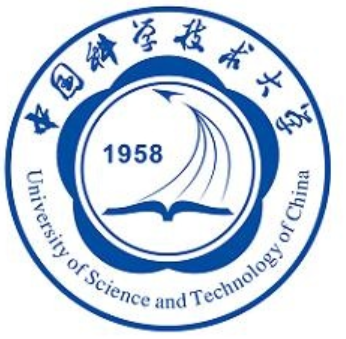 中国科学技术大学
1958
University of Science and Technology of China